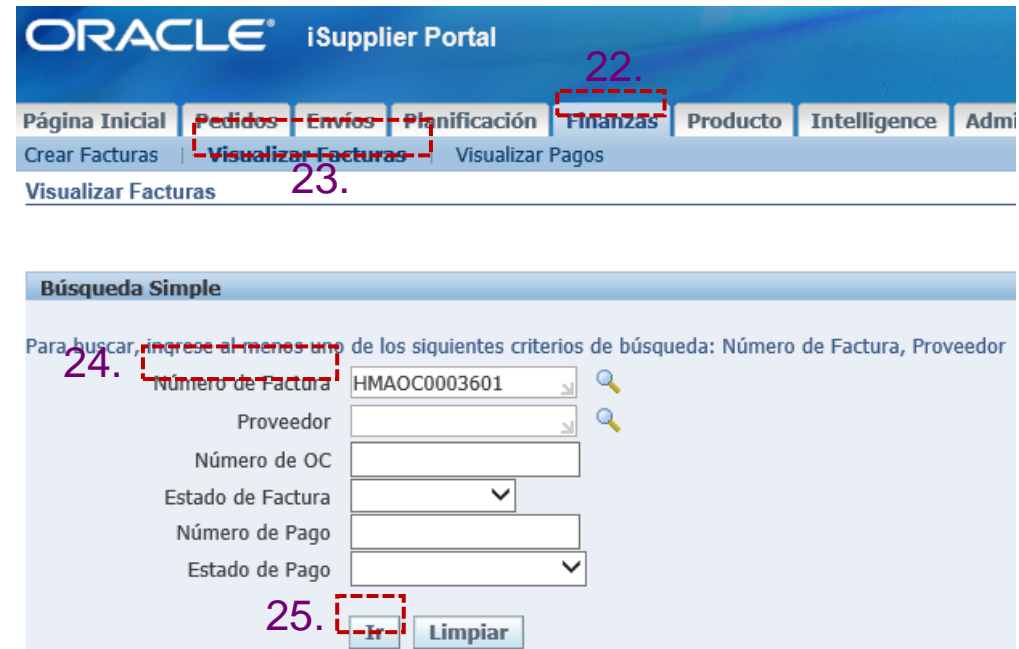 ORACLE® iSupplier Portal
22.
Página Inicial Pedidos Envíos Planificación Finanzas Producto Intelligence Admi
Crear Facturas | Visualizar Facturas | Visualizar Pagos
23.
Visualizar Facturas
Búsqueda Simple
Para buscar, ingrese al menos uno de los siguientes criterios de búsqueda: Número de Factura, Proveedor
24.
Número de Factura HMAOC0003601
Proveedor
Número de OC
Estado de Factura
Número de Pago
Estado de Pago
25.
Ir Limpiar